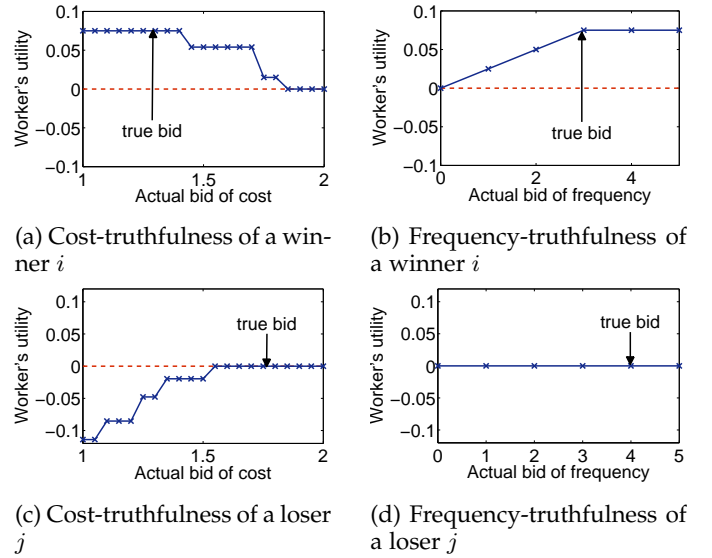 0.1
0.05
0
−0.05
−0.1
Worker's utility
true bid
1
1.5
2
Actual bid of cost
(a) Cost-truthfulness of a win-
ner i
0.1
0.05
0
−0.05
−0.1
Worker's utility
true bid
0
2
4
Actual bid of frequency
(b) Frequency-truthfulness of
a winner i
0.1
0.05
0
−0.05
−0.1
Worker's utility
true bid
1
1.5
2
Actual bid of cost
(c) Cost-truthfulness of a loser
j
0.1
0.05
0
−0.05
−0.1
Worker's utility
true bid
0 1 2 3 4 5
Actual bid of frequency
(d) Frequency-truthfulness of
a loser j